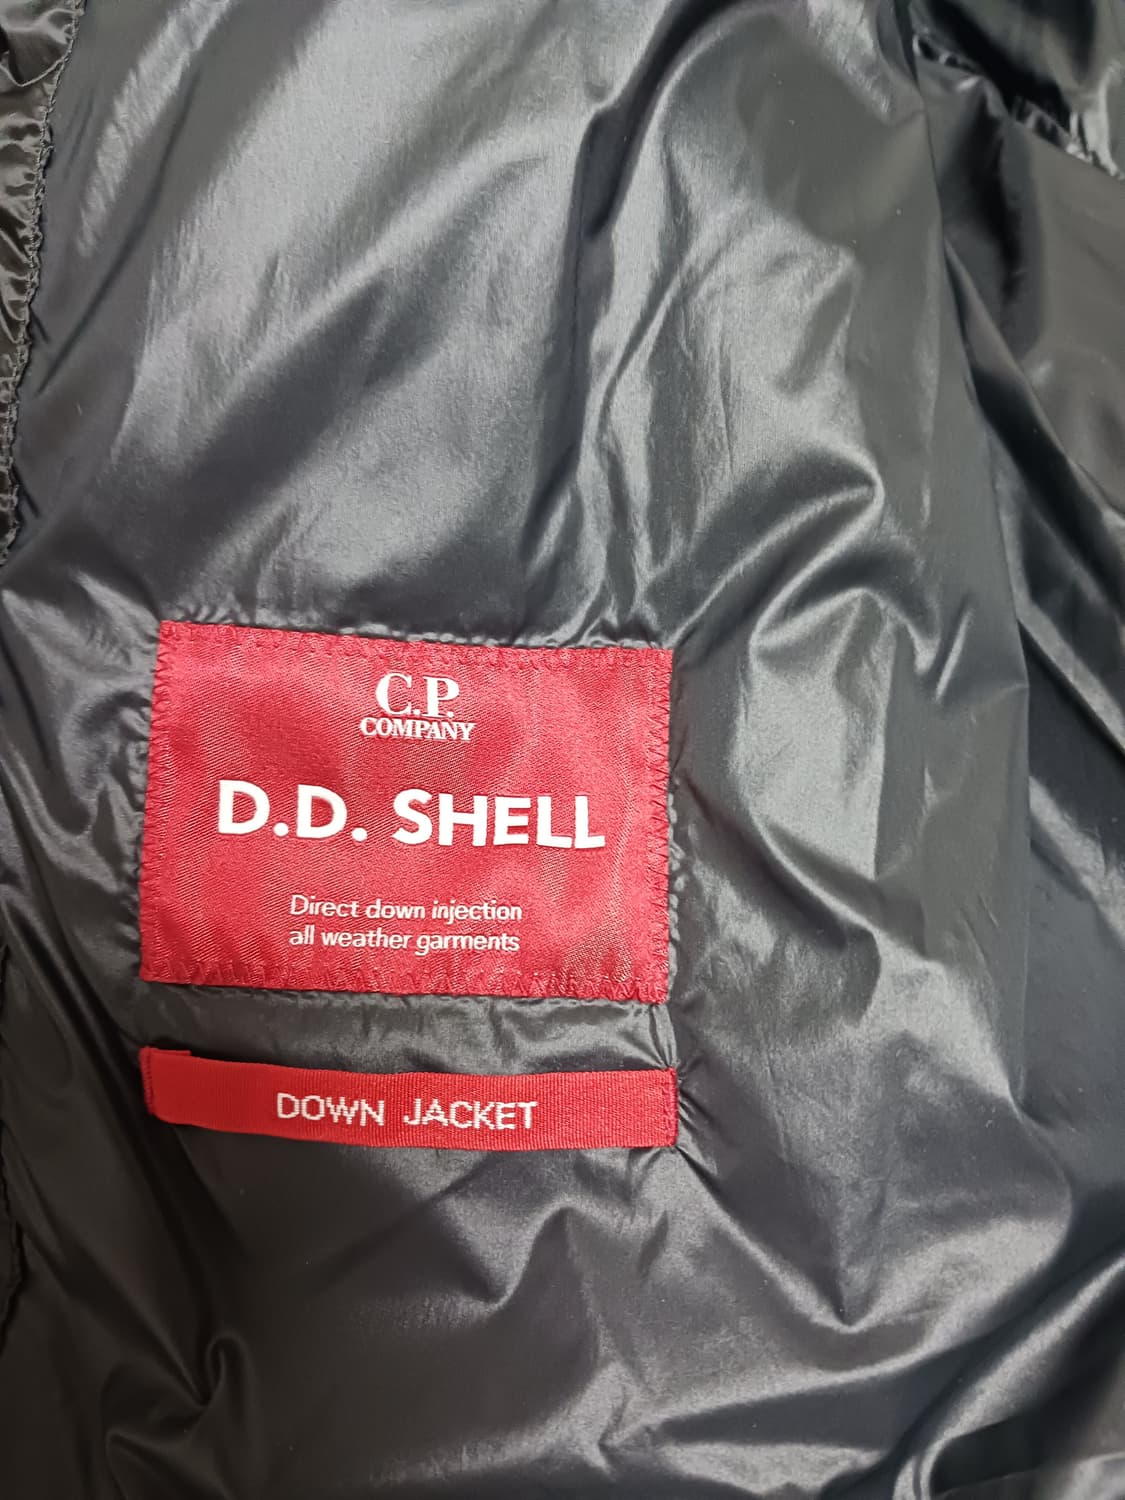 C.P.
COMPANY
D.D. SHELL
Direct down injection
all weather garments
DOWN JACKET